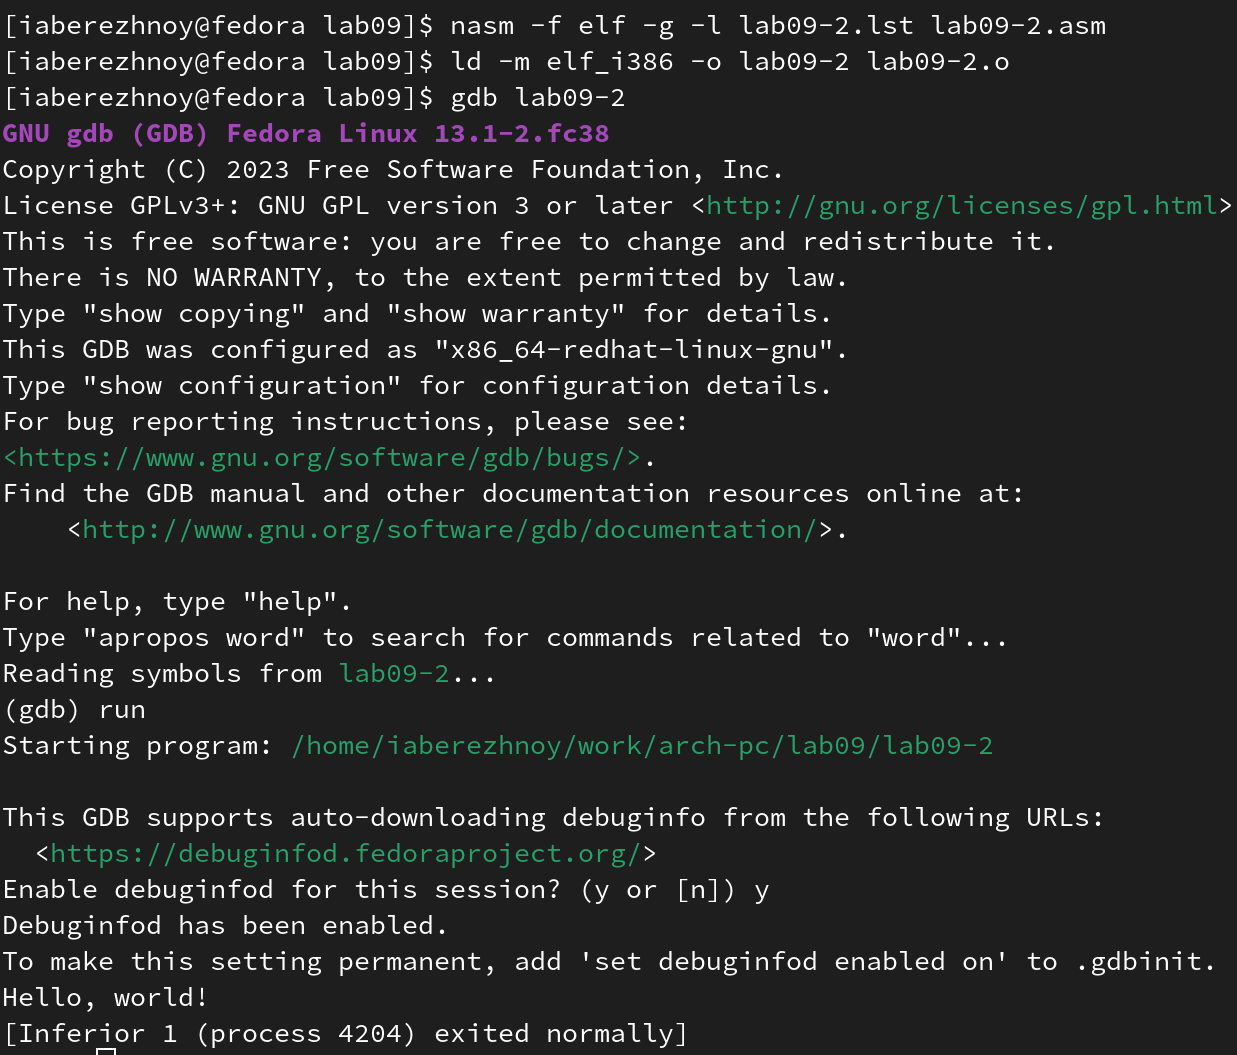 [iaberezhnoy@fedora lab09]$ nasm -f elf -g -l lab09-2.lst lab09-2.asm
[iaberezhnoy@fedora lab09]$ ld -m elf_i386 -o lab09-2 lab09-2.o
[iaberezhnoy@fedora lab09]$ gdb lab09-2
GNU gdb (GDB) Fedora Linux 13.1-2.fc38
Copyright (C) 2023 Free Software Foundation, Inc.
License GPLv3+: GNU GPL version 3 or later <http://gnu.org/licenses/gpl.html>
This is free software: you are free to change and redistribute it.
There is NO WARRANTY, to the extent permitted by law.
Type "show copying" and "show warranty" for details.
This GDB was configured as "x86_64-redhat-linux-gnu".
Type "show configuration" for configuration details.
For bug reporting instructions, please see:
<https://www.gnu.org/software/gdb/bugs/>.
Find the GDB manual and other documentation resources online at:
    <http://www.gnu.org/software/gdb/documentation/>.

For help, type "help".
Type "apropos word" to search for commands related to "word"...
Reading symbols from lab09-2...
(gdb) run
Starting program: /home/iaberezhnoy/work/arch-pc/lab09/lab09-2

This GDB supports auto-downloading debuginfo from the following URLs:
  <https://debuginfod.fedoraproject.org/>
Enable debuginfod for this session? (y or [n]) y
Debuginfod has been enabled.
To make this setting permanent, add 'set debuginfod enabled on' to .gdbinit.
Hello, world!
[Inferior 1 (process 4204) exited normally]